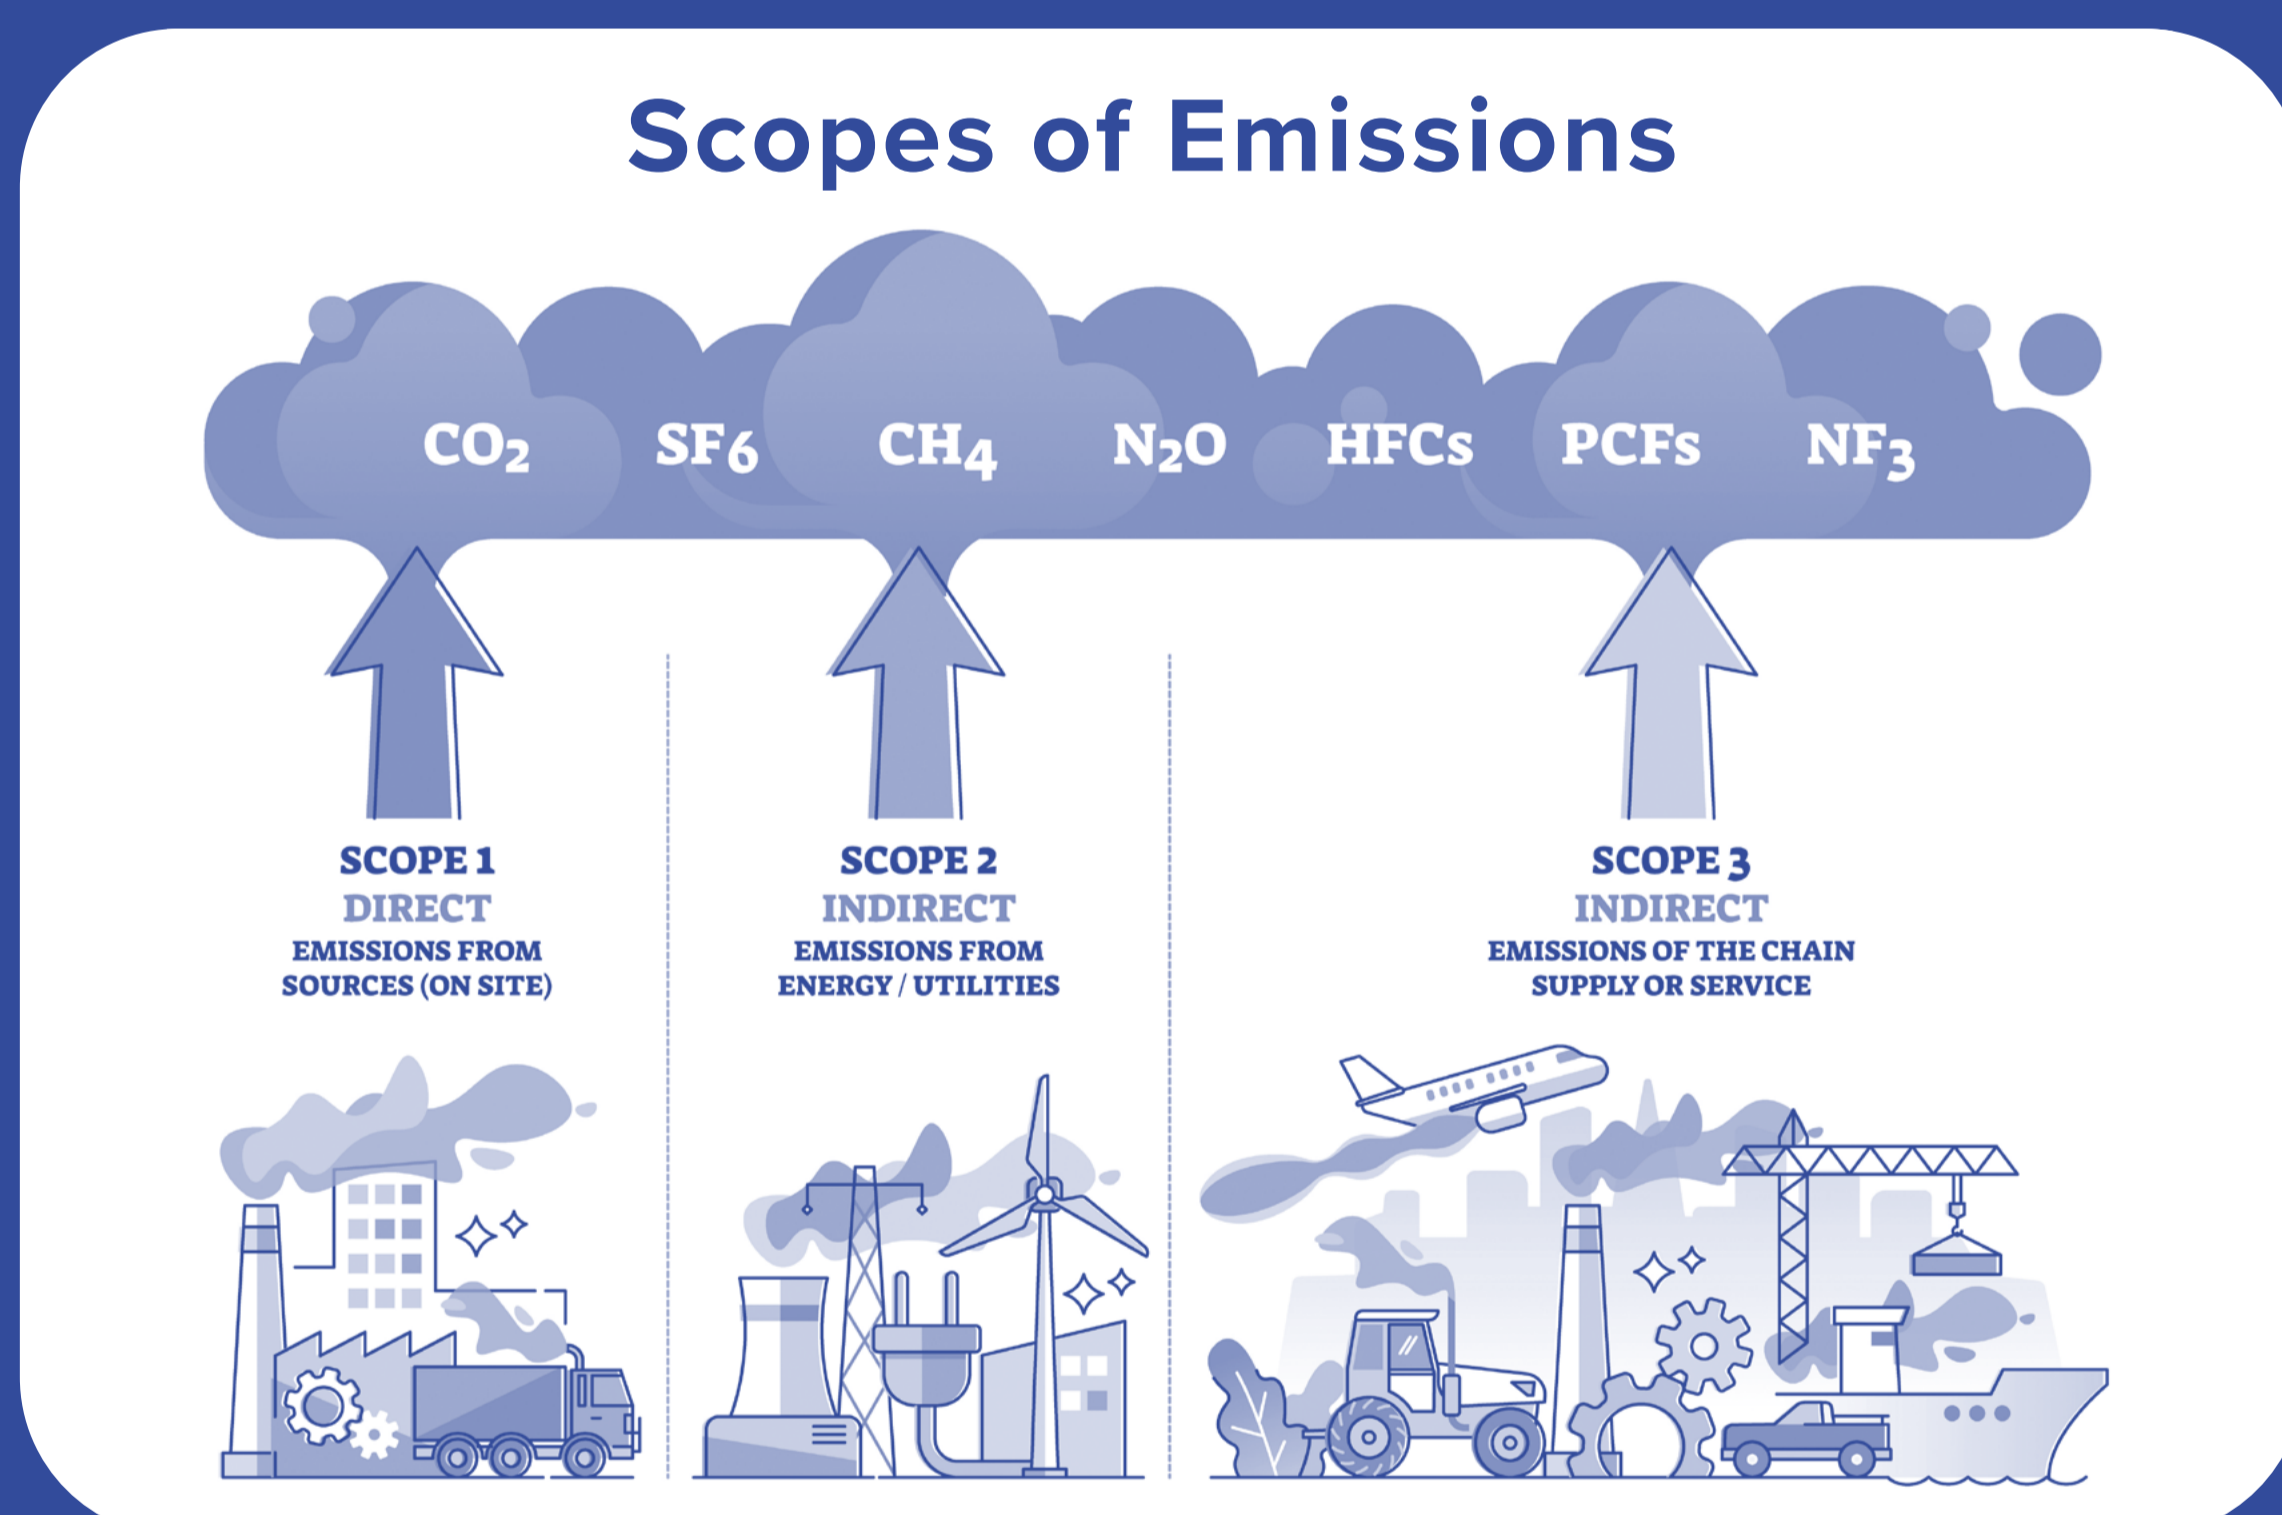 Scopes of Emissions
CO₂ SF₆ CH₄ N₂O HFCs PCFs NF₃
SCOPE 1
DIRECT
EMISSIONS FROM
SOURCES (ON SITE)
SCOPE 2
INDIRECT
EMISSIONS FROM
ENERGY / UTILITIES
SCOPE 3
INDIRECT
EMISSIONS OF THE CHAIN
SUPPLY OR SERVICE